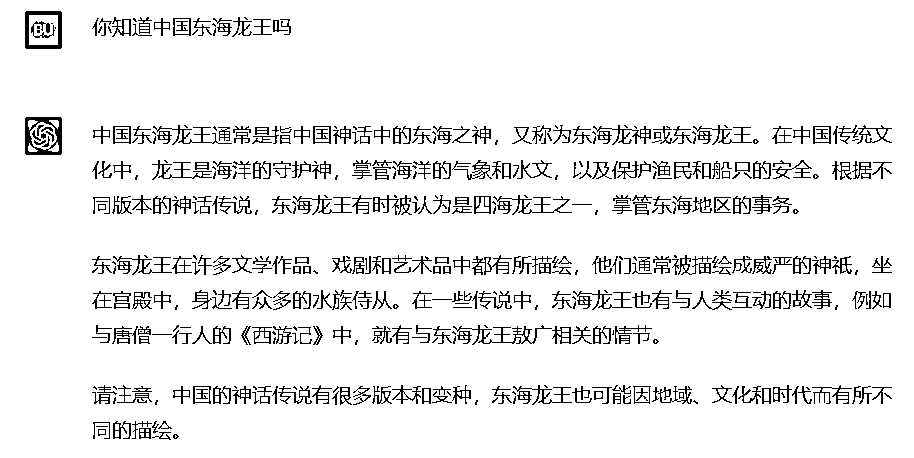 BU
你知道中国东海龙王吗
中国东海龙王通常是指中国神话中的东海之神，又称为东海龙神或东海龙王。在中国传统文
化中，龙王是海洋的守护神，掌管海洋的气象和水文，以及保护渔民和船只的安全。根据不
同版本的神话传说，东海龙王有时被认为是四海龙王之一，掌管东海地区的事务。
东海龙王在许多文学作品、戏剧和艺术品中都有所描绘，他们通常被描绘成威严的神祇，坐
在宫殿中，身边有众多的水族侍从。在一些传说中，东海龙王也有与人类互动的故事，例如
与唐僧一行人的《西游记》中，就有与东海龙王敖广相关的情节。
请注意，中国的神话传说有很多版本和变种，东海龙王也可能因地域、文化和时代而有所不
同的描绘。